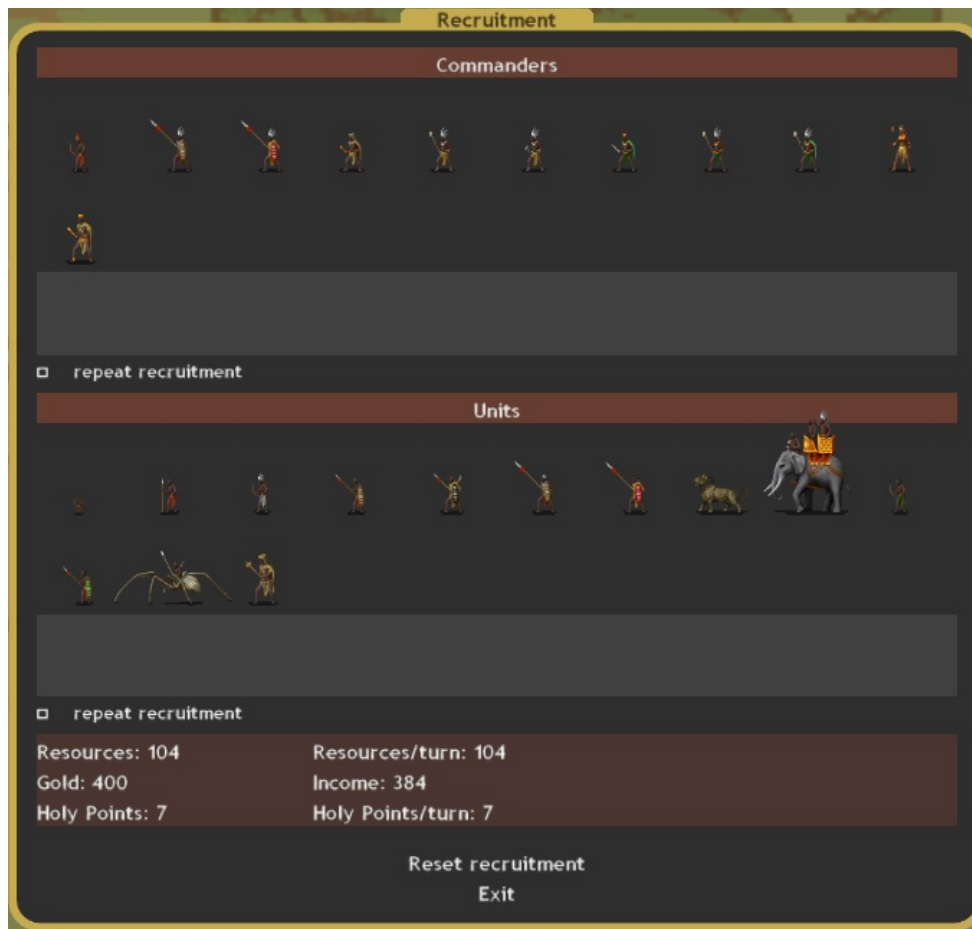 Recruitment
Commanders
repeat recruitment
Units
repeat recruitment
Resources: 104 Resources/turn: 104
Gold: 400 Income: 384
Holy Points: 7 Holy Points/turn: 7
Reset recruitment
Exit